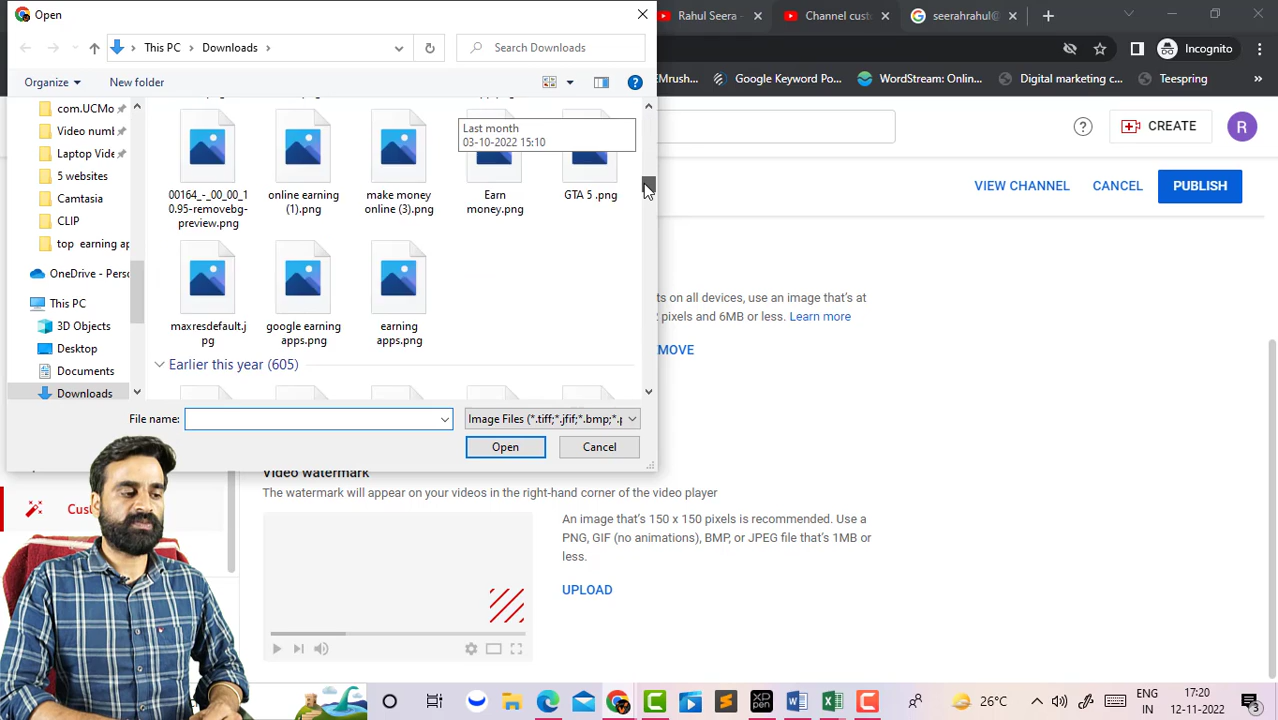 Open
Rahul Seera -
Channel cust
seerahrahul@
This PC
Downloads
Search Downloads
Incognito
Organize
New folder
EMrush...
Google Keyword Po...
WordStream: Onlin...
Digital marketing c...
Teespring
com.UCMo
Video numb
Laptop Vide
5 websites
Camtasia
CLIP
top earning ap
OneDrive - Perso
This PC
3D Objects
Desktop
Documents
Downloads
Last month
03-10-2022 15:10
00164_-_00_00_1
0.95-removebg-
preview.png
online earning
(1).png
make money
online (3).png
Earn
money.png
GTA 5 .png
maxresdefault.j
pg
google earning
apps.png
earning
apps.png
Earlier this year (605)
File name:
Image Files (*.tiff;*.jfif;*.bmp;*.p
Open
Cancel
CREATE
R
VIEW CHANNEL
CANCEL
PUBLISH
ts on all devices, use an image that's at
pixels and 6MB or less. Learn more
MOVE
Video watermark
The watermark will appear on your videos in the right-hand corner of the video player
An image that's 150 x 150 pixels is recommended. Use a
PNG, GIF (no animations), BMP, or JPEG file that's 1MB or
less.
UPLOAD
Cus
26°C
ENG
IN
17:20
12-11-2022
3